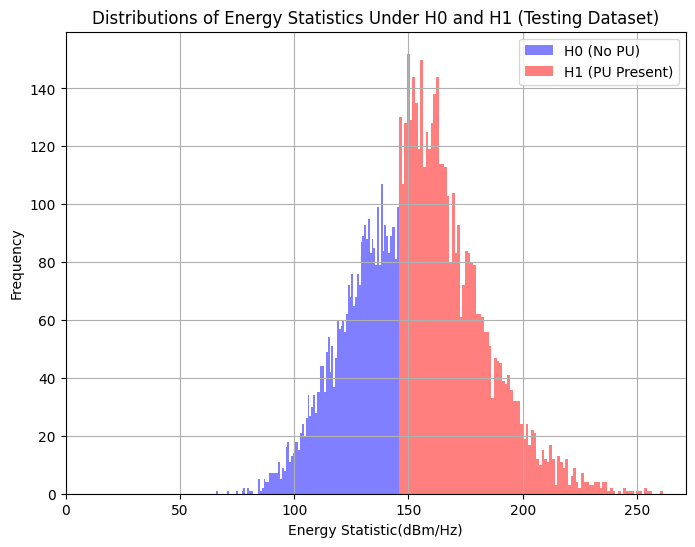 Distributions of Energy Statistics Under H0 and H1 (Testing Dataset)
H0 (No PU)
H1 (PU Present)
Frequency
140
120
100
80
60
40
20
0
0 50 100 150 200 250
Energy Statistic(dBm/Hz)